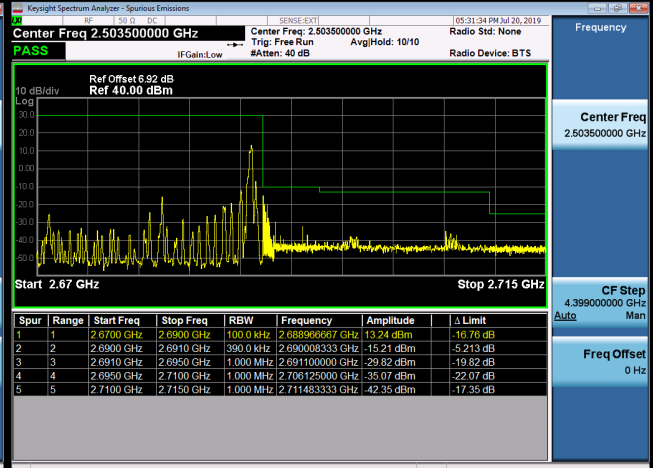 Keysight Spectrum Analyzer - Spurious Emissions
LXI RF 50 Ω DC SENSE:EXT 05:31:34 PM Jul 20, 2019
Center Freq 2.503500000 GHz
Center Freq: 2.503500000 GHz
Radio Std: None
PASS
Trig: Free Run Avg|Hold: 10/10
IFGain:Low #Atten: 40 dB Radio Device: BTS
Ref Offset 6.92 dB
10 dB/div Ref 40.00 dBm
Log
30.0
20.0
10.0
0.00
-10.0
-20.0
-30.0
-40.0
-50.0
Start 2.67 GHz Stop 2.715 GHz
Spur Range Start Freq Stop Freq RBW Frequency Amplitude Δ Limit
1 1 2.6700 GHz 2.6900 GHz 100.0 kHz 2.688966667 GHz 13.24 dBm -16.76 dB
2 2 2.6900 GHz 2.6910 GHz 390.0 kHz 2.690008333 GHz -15.21 dBm -5.213 dB
3 3 2.6910 GHz 2.6950 GHz 1.000 MHz 2.691100000 GHz -29.82 dBm -19.82 dB
4 4 2.6950 GHz 2.7100 GHz 1.000 MHz 2.706125000 GHz -35.07 dBm -22.07 dB
5 5 2.7100 GHz 2.7150 GHz 1.000 MHz 2.711483333 GHz -42.35 dBm -17.35 dB
Frequency
Center Freq
2.503500000 GHz
CF Step
4.399000000 GHz
Auto Man
Freq Offset
0 Hz